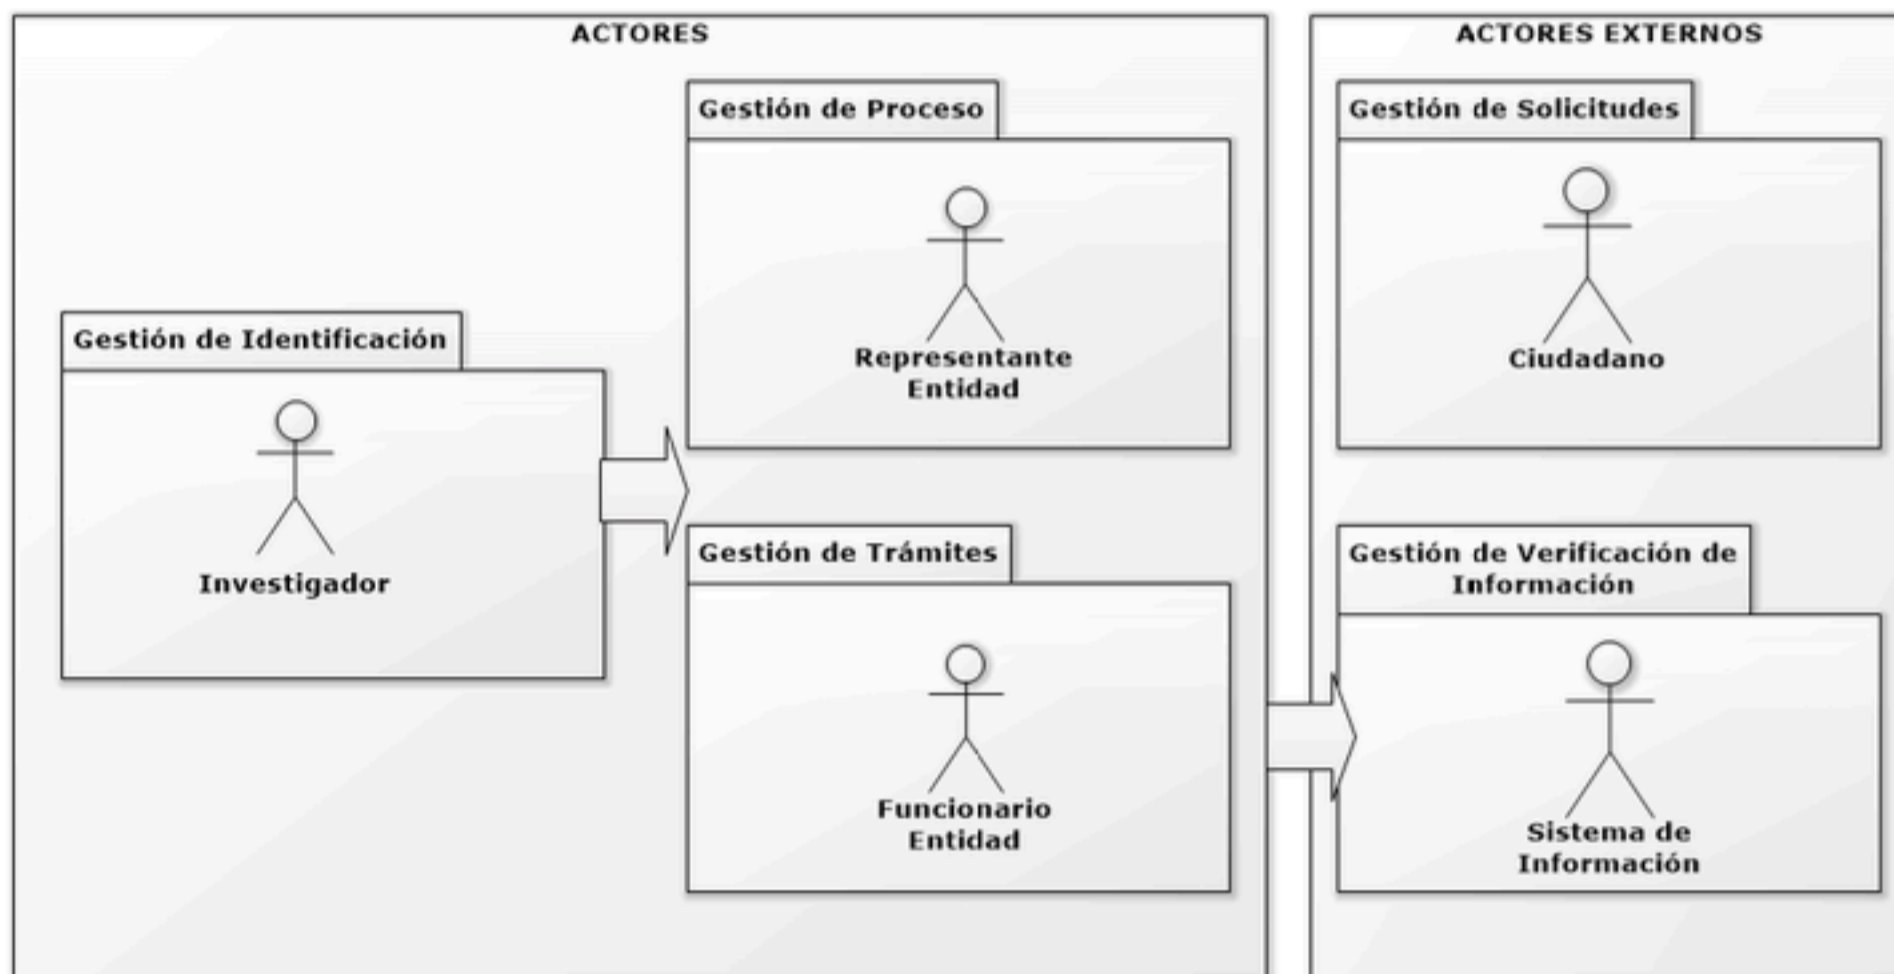 ACTORES
Gestión de Identificación
Investigador
Gestión de Proceso
Representante
Entidad
Gestión de Trámites
Funcionario
Entidad
ACTORES EXTERNOS
Gestión de Solicitudes
Ciudadano
Gestión de Verificación de
Información
Sistema de
Información